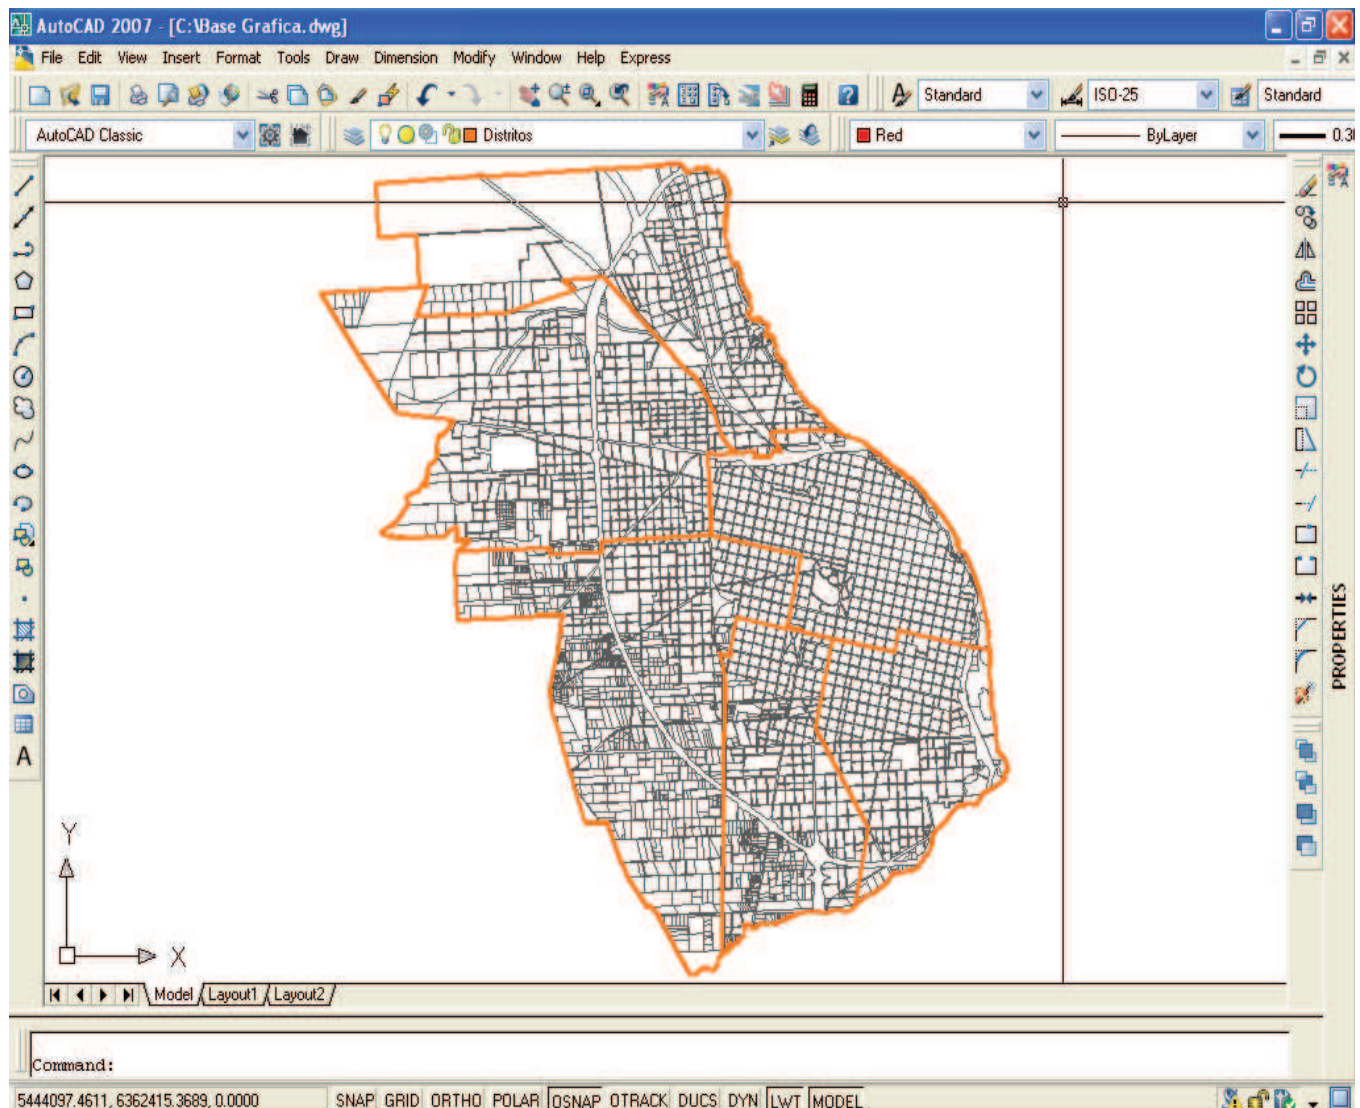 AutoCAD 2007 - [C:\Base Grafica.dwg]
File Edit View Insert Format Tools Draw Dimension Modify Window Help Express
Standard ISO-25 Standard
AutoCAD Classic Distritos Red ByLayer 0.30
PROPERTIES
A
Y
X
Model Layout1 Layout2
Command:
5444097.4611, 6362415.3689, 0.0000 SNAP GRID ORTHO POLAR OSNAP OTRACK DUCS DYN LWT MODEL